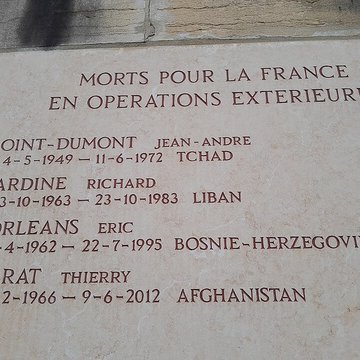 MORTS POUR LA FRANCE
EN OPERATIONS EXTERIEUR
OINT-DUMONT JEAN-ANDRE
4-5-1949 — 11-6-1972 TCHAD
ARDINE RICHARD
3-10-1963 — 23-10-1983 LIBAN
ORLEANS ERIC
-4-1962 — 22-7-1995 BOSNIE-HERZEGOVI
RAT THIERRY
2-1966 — 9-6-2012 AFGHANISTAN